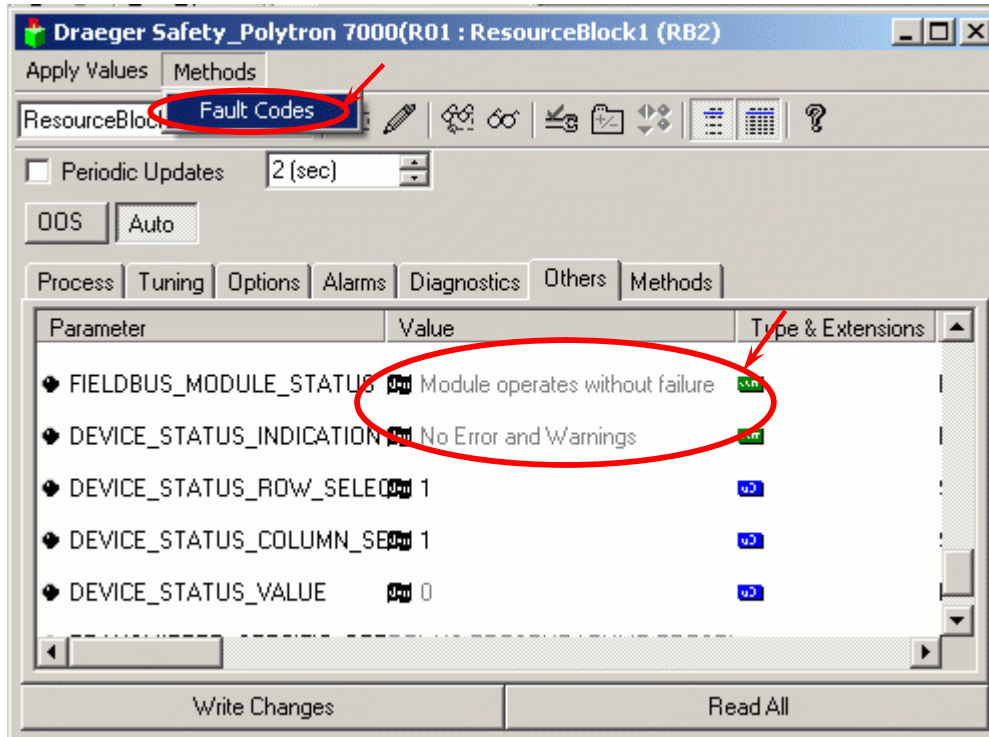 Draeger Safety_Polytron 7000(R01 : ResourceBlock1 (RB2)
Apply Values Methods
Fault Codes
ResourceBloc
Periodic Updates 2 (sec)
OOS Auto
Process Tuning Options Alarms Diagnostics Others Methods
Parameter Value Type & Extensions
FIELDBUS_MODULE_STATUS Module operates without failure
DEVICE_STATUS_INDICATION No Error and Warnings
DEVICE_STATUS_ROW_SELEC 1
DEVICE_STATUS_COLUMN_SE 1
DEVICE_STATUS_VALUE 0
Write Changes Read All